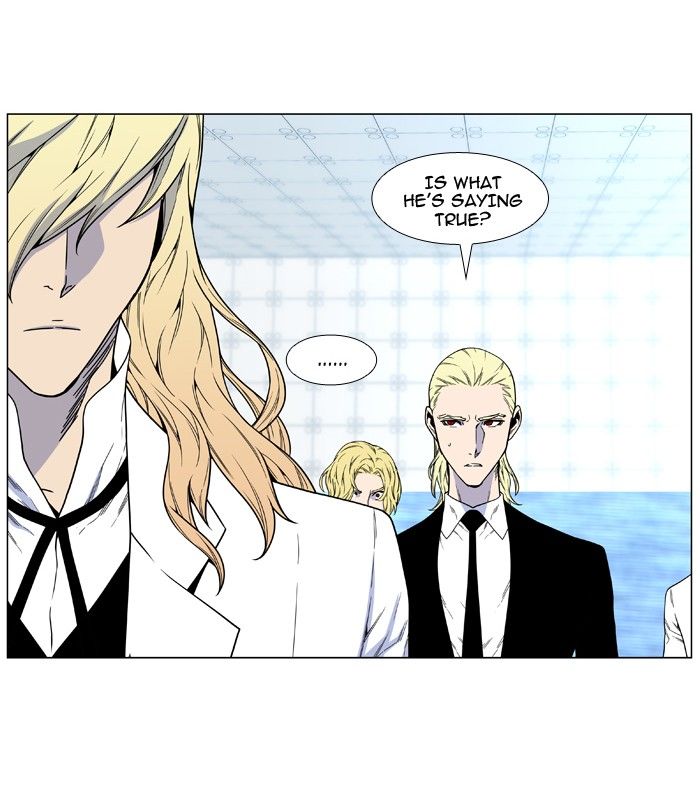 IS WHAT
HE'S SAYING
TRUE?
......